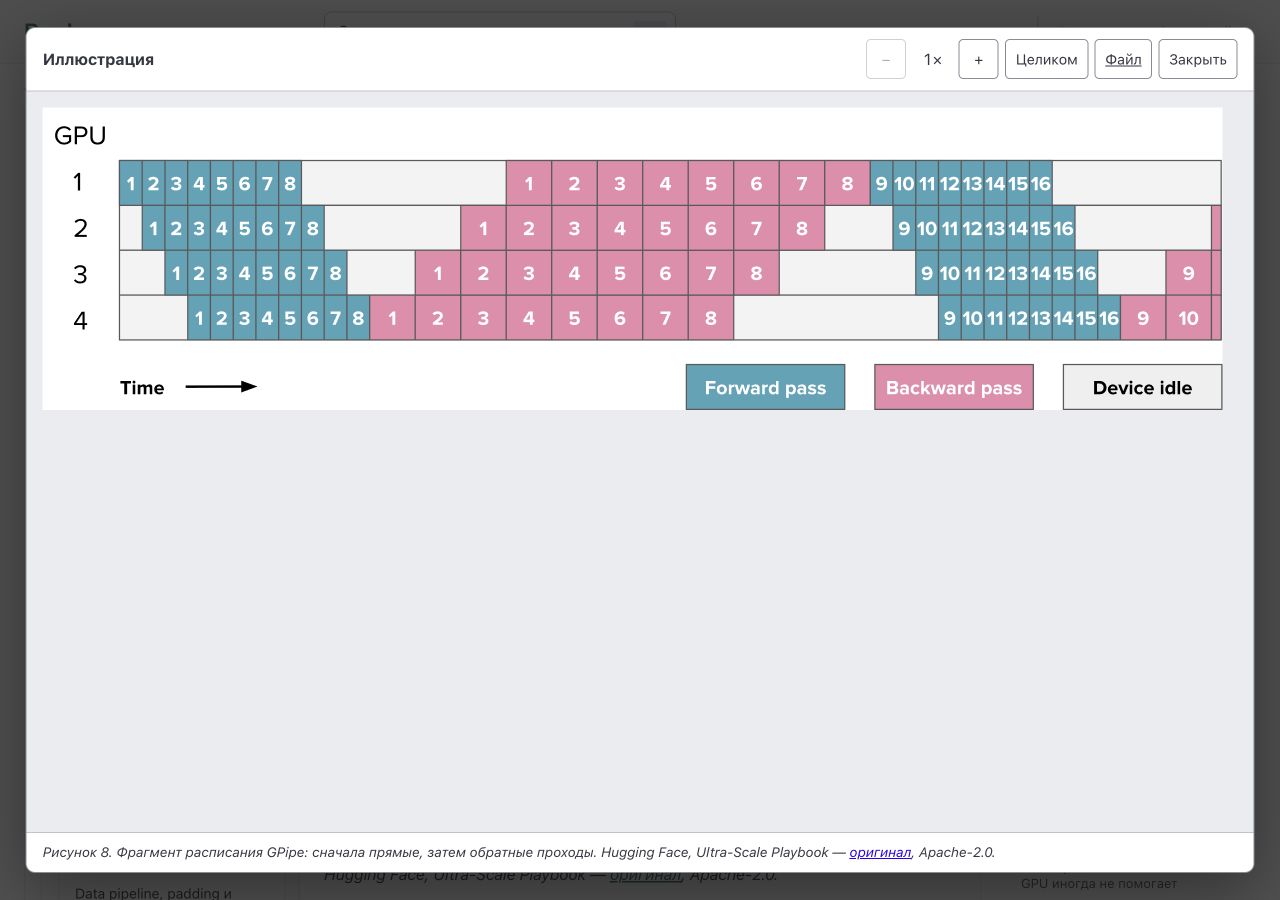 Иллюстрация
−
1×
+
Целиком
Файл
Закрыть
GPU
1 1 2 3 4 5 6 7 8 1 2 3 4 5 6 7 8 9 10 11 12 13 14 15 16
2 1 2 3 4 5 6 7 8 1 2 3 4 5 6 7 8 9 10 11 12 13 14 15 16
3 1 2 3 4 5 6 7 8 1 2 3 4 5 6 7 8 9 10 11 12 13 14 15 16 9
4 1 2 3 4 5 6 7 8 1 2 3 4 5 6 7 8 9 10 11 12 13 14 15 16 9 10
Time
Forward pass
Backward pass
Device idle
Рисунок 8. Фрагмент расписания GPipe: сначала прямые, затем обратные проходы. Hugging Face, Ultra-Scale Playbook — оригинал, Apache-2.0.
Hugging Face, Ultra-Scale Playbook — оригинал, Apache-2.0.
GPU иногда не помогает
Data pipeline, padding и